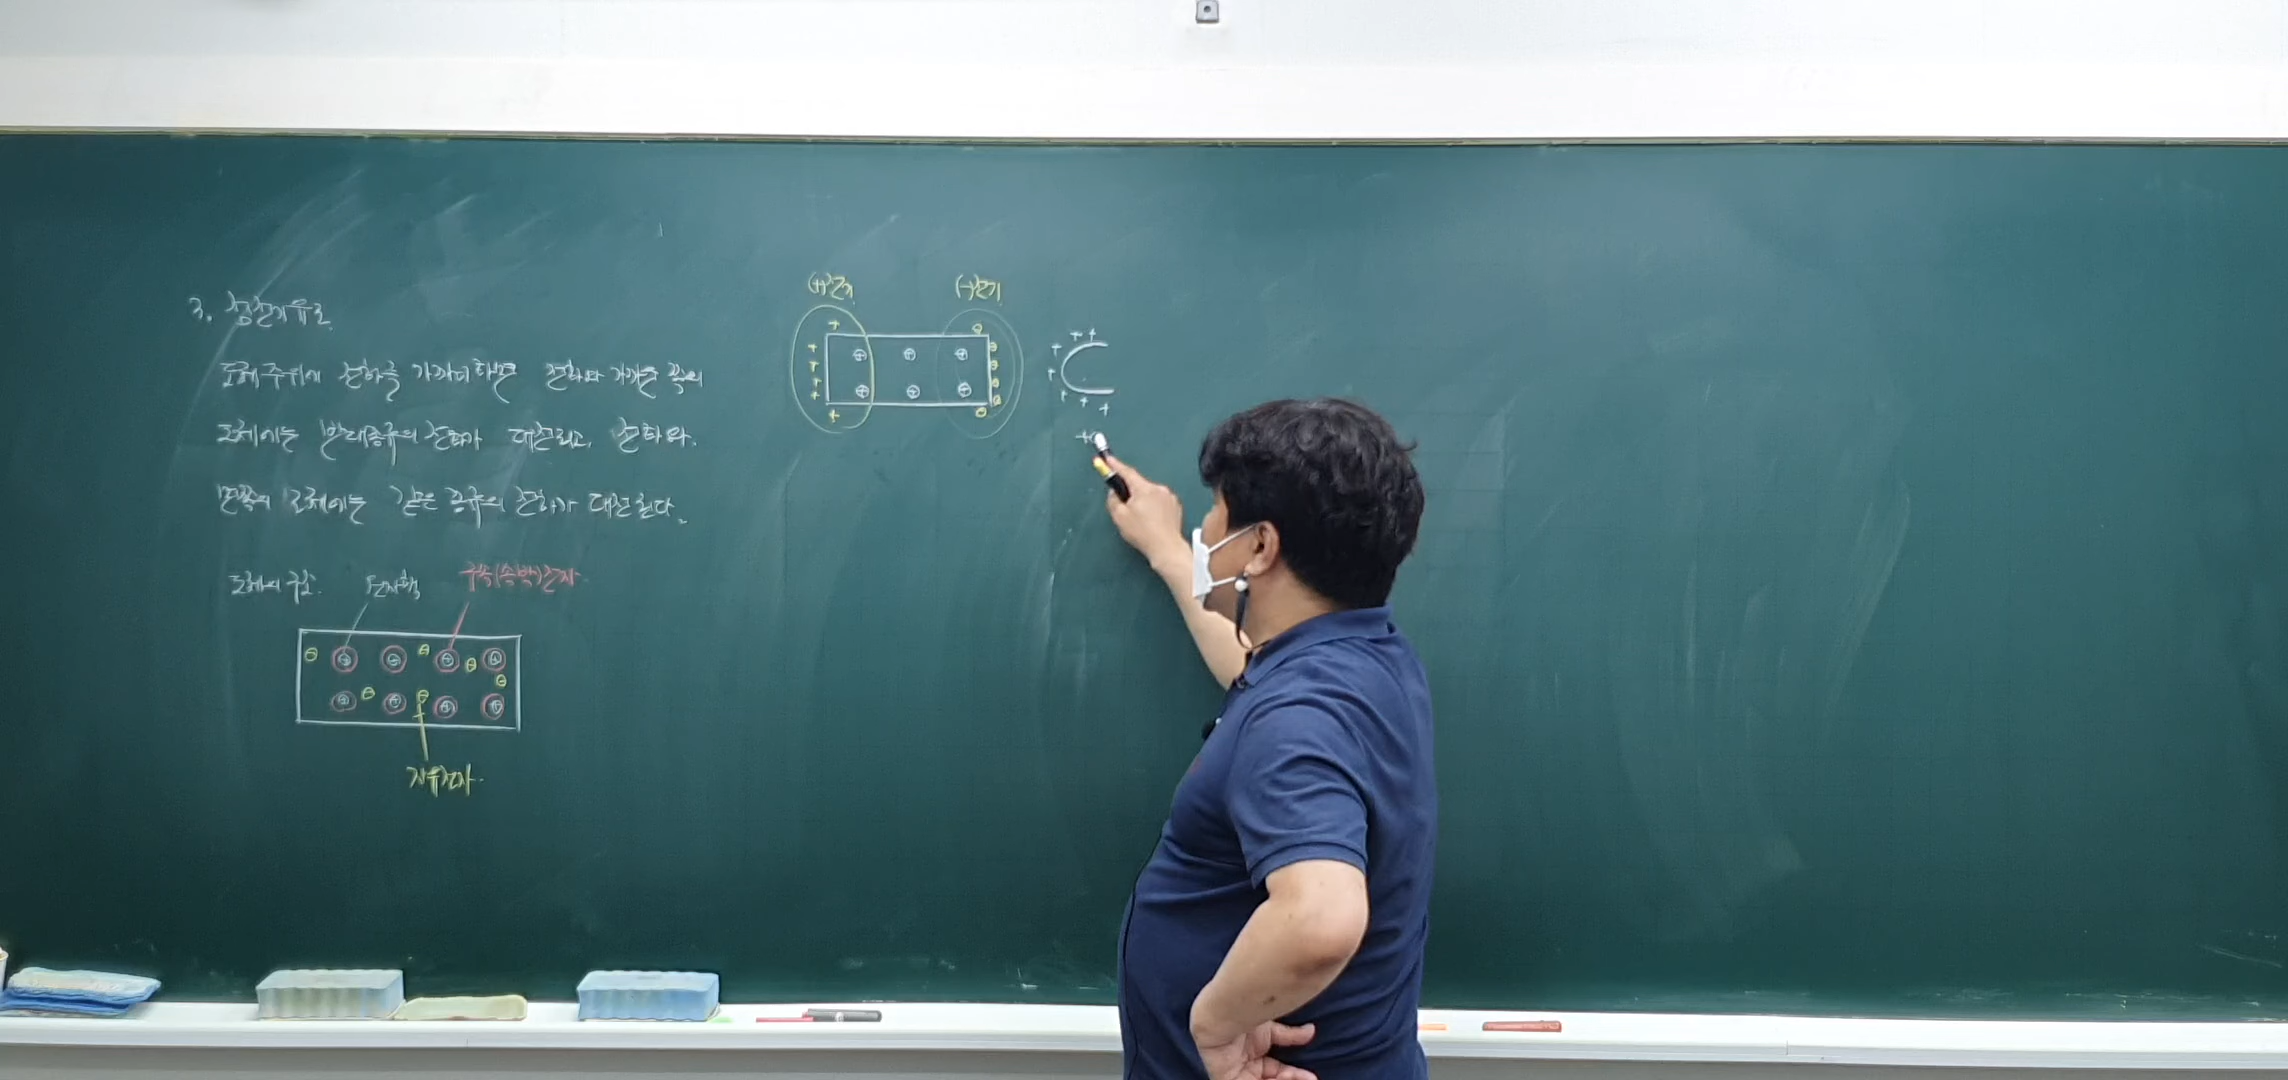 3. 정전기유도
도체주위에 전하를 가까이하면 전하와 가까운 쪽의
도체에는 반대종류의 전하가 대전되고, 전하와
먼쪽의 도체에는 같은 종류의 전하가 대전된다.
도체의 구조. 원자핵 구속(속박)전자.
자유전자.
(+)전기 (-)전기